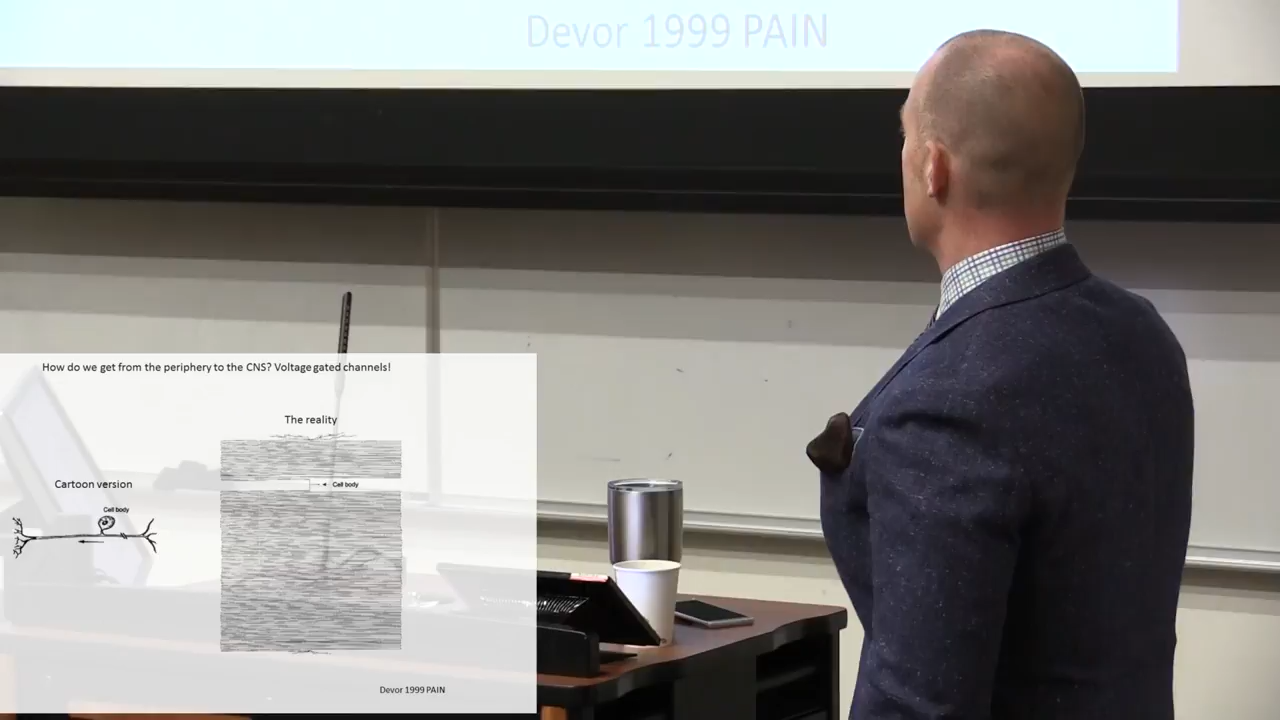 Devor 1999 PAIN
How do we get from the periphery to the CNS? Voltage gated channels!
The reality
Cell body
Cartoon version
Cell body
Devor 1999 PAIN